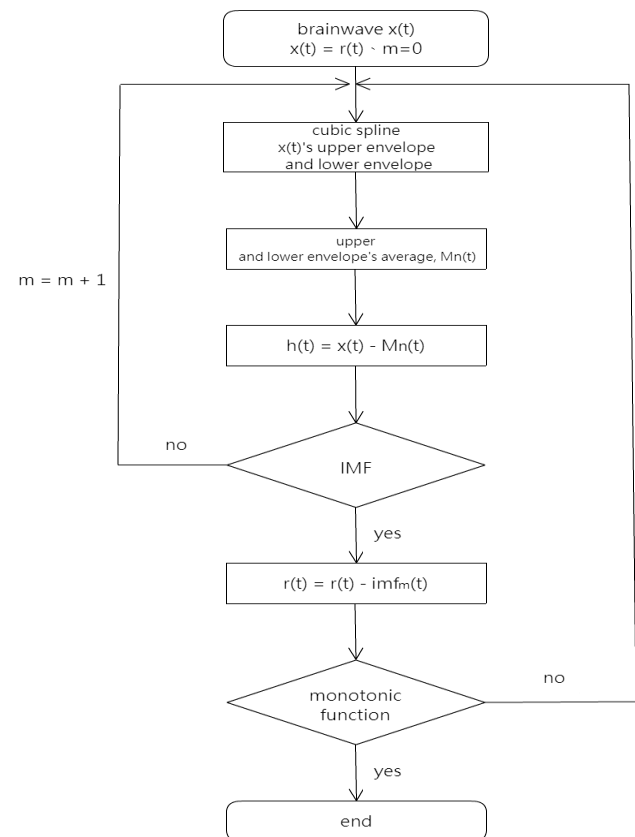 brainwave x(t)
x(t) = r(t)、m=0
cubic spline
x(t)'s upper envelope
and lower envelope
upper
and lower envelope's average, Mn(t)
m = m + 1
h(t) = x(t) - Mn(t)
no
IMF
yes
r(t) = r(t) - imfm(t)
no
monotonic
function
yes
end